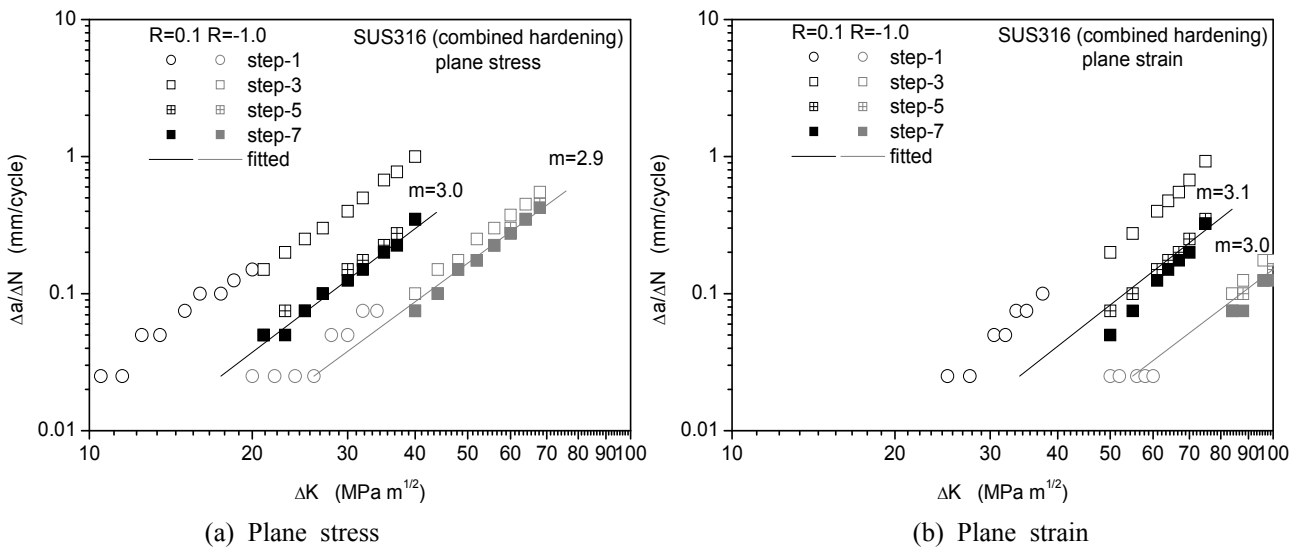 10
1
0.1
0.01
Δa/ΔN (mm/cycle)
R=0.1 R=-1.0
step-1
step-3
step-5
step-7
fitted
SUS316 (combined hardening)
plane stress
m=2.9
m=3.0
10 20 30 40 50 60 70 80 90 100
ΔK (MPa m^1/2)
(a) Plane stress
10
1
0.1
0.01
Δa/ΔN (mm/cycle)
R=0.1 R=-1.0
step-1
step-3
step-5
step-7
fitted
SUS316 (combined hardening)
plane strain
m=3.1
m=3.0
10 20 30 40 50 60 70 80 90 100
ΔK (MPa m^1/2)
(b) Plane strain